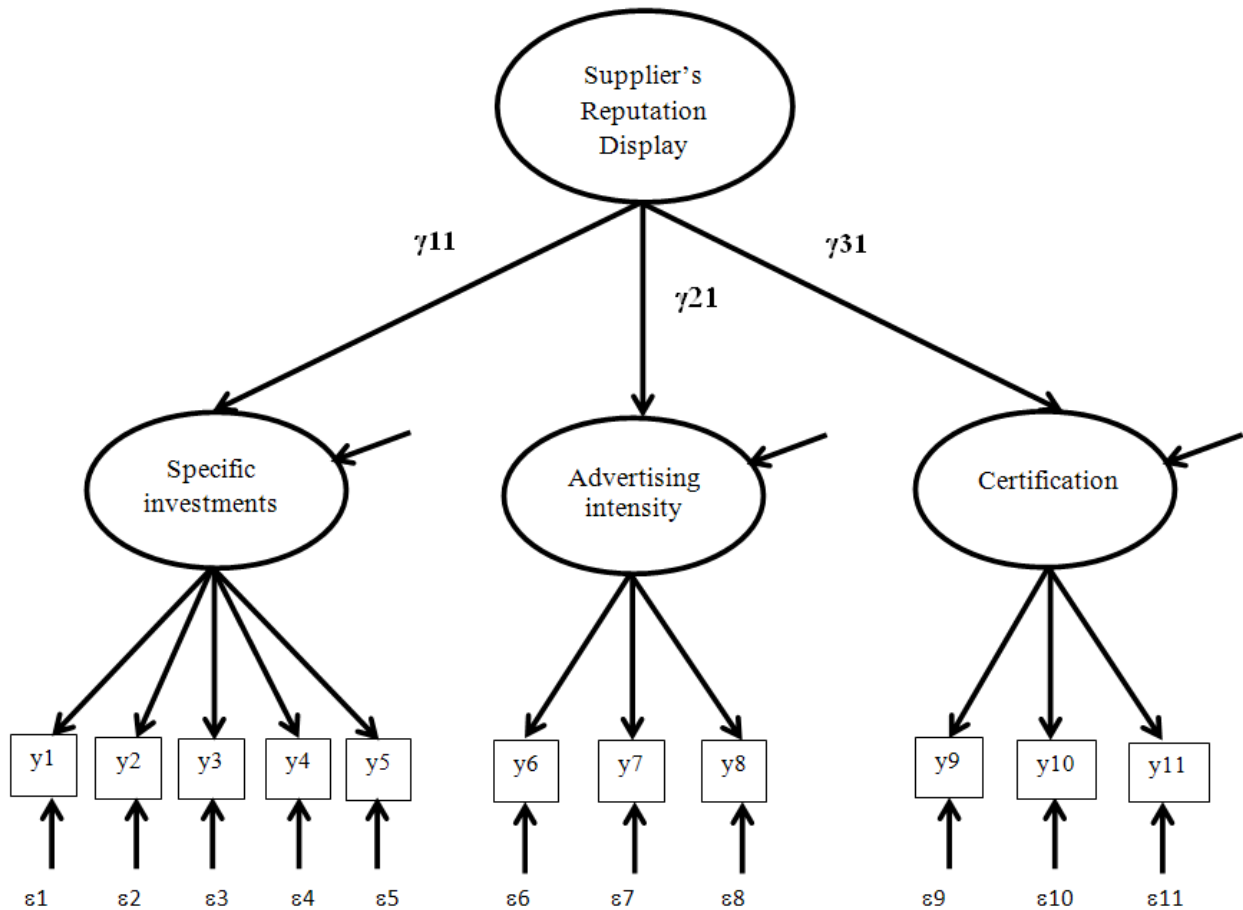 Supplier's
Reputation
Display
γ11
γ31
γ21
Specific
investments
Advertising
intensity
Certification
y1 y2 y3 y4 y5 y6 y7 y8 y9 y10 y11
ε1 ε2 ε3 ε4 ε5 ε6 ε7 ε8 ε9 ε10 ε11